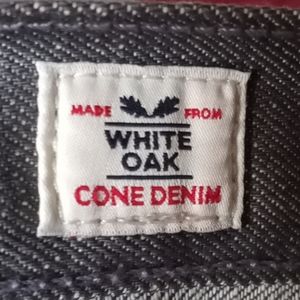 MADE FROM
WHITE
OAK
CONE DENIM